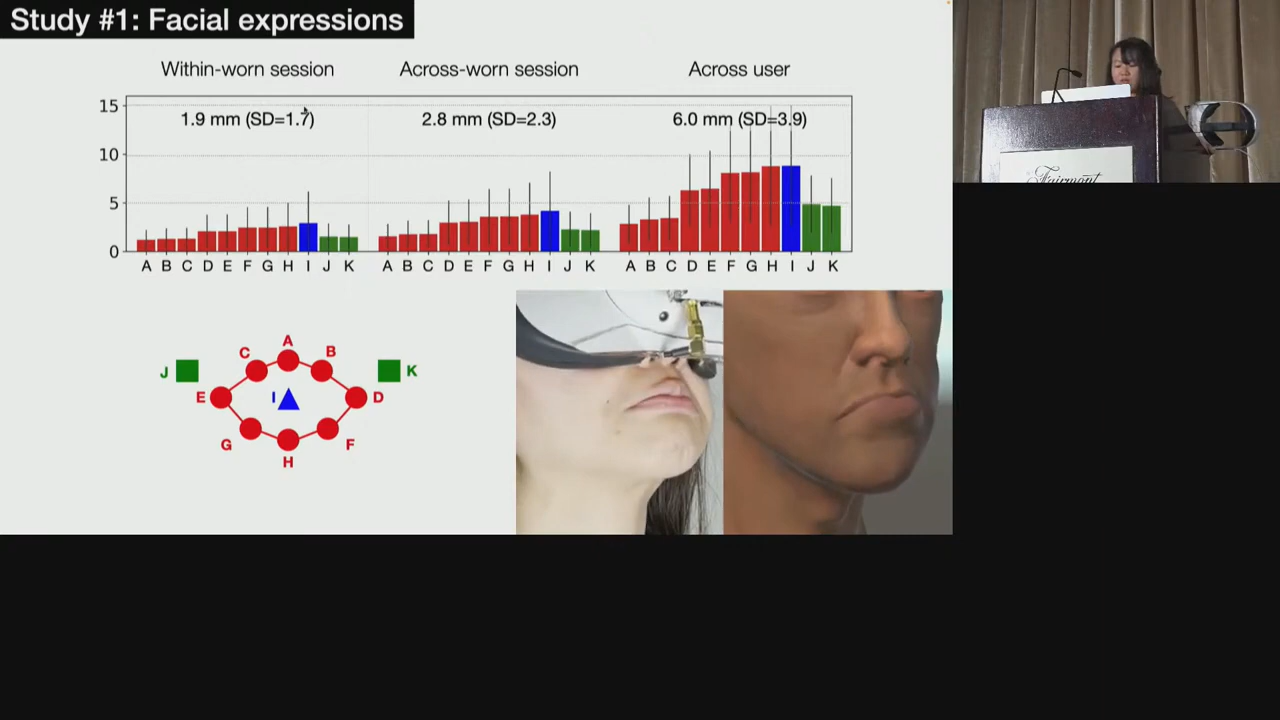 Study #1: Facial expressions
Within-worn session
Across-worn session
Across user
15
10
5
0
1.9 mm (SD=1.7)
2.8 mm (SD=2.3)
6.0 mm (SD=3.9)
A B C D E F G H I J K
A B C D E F G H I J K
A B C D E F G H I J K
A
C
B
J
K
E
I
D
G
F
H
Fairmont